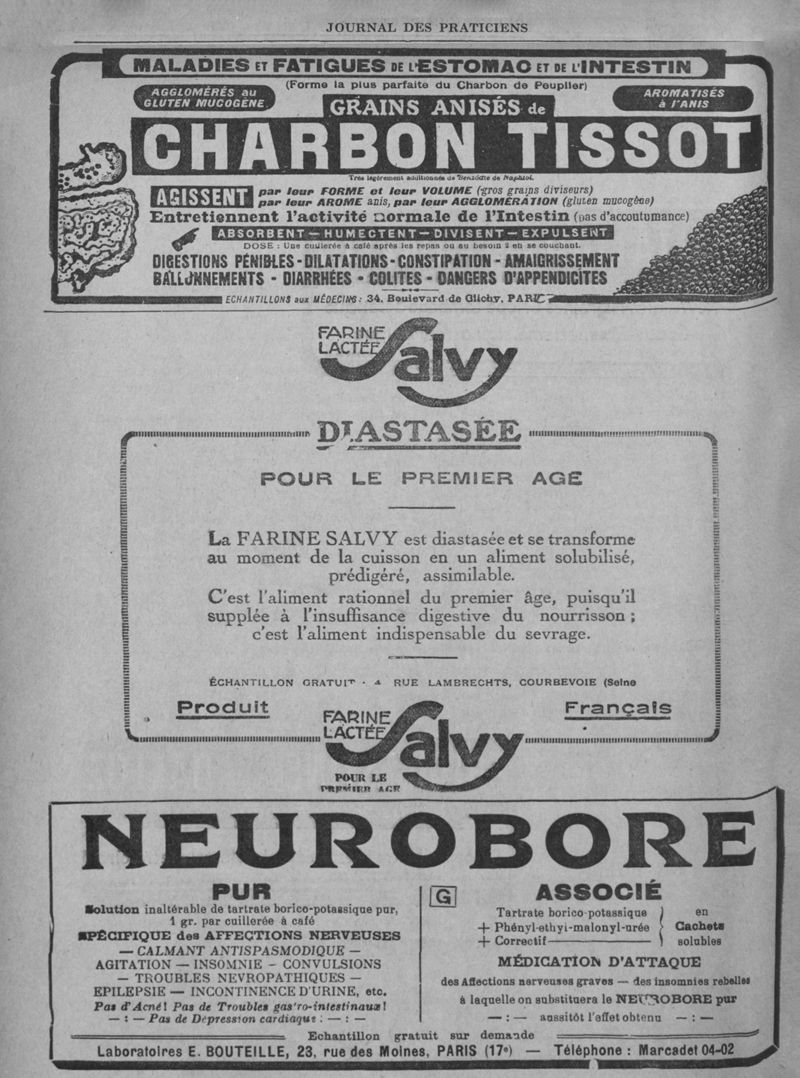 JOURNAL DES PRATICIENS
MALADIES ET FATIGUES DE L'ESTOMAC ET DE L'INTESTIN
(Forme la plus parfaite du Charbon de Peuplier)
AGGLOMÉRÉS au
GLUTEN MUCOGÈNE
AROMATISÉS
à l'ANIS
GRAINS ANISÉS de
CHARBON TISSOT
Très légèrement additionnés de Benzoate de Naphtol.
AGISSENT
par leur FORME et leur VOLUME (gros grains diviseurs)
par leur AROME anis, par leur AGGLOMÉRATION (gluten mucogène)
Entretiennent l'activité normale de l'Intestin (pas d'accoutumance)
ABSORBENT — HUMECTENT — DIVISENT — EXPULSENT
DOSE : Une cuillerée à café après les repas ou au besoin 2 en se couchant.
DIGESTIONS PÉNIBLES - DILATATIONS - CONSTIPATION - AMAIGRISSEMENT
BALLONNEMENTS - DIARRHÉES - COLITES - DANGERS D'APPENDICITES
ECHANTILLONS aux MÉDECINS : 34, Boulevard de Clichy, PARIS
FARINE
LACTÉE
Salvy
DIASTASÉE
POUR LE PREMIER AGE
La FARINE SALVY est diastasée et se transforme
au moment de la cuisson en un aliment solubilisé,
prédigéré, assimilable.
C'est l'aliment rationnel du premier âge, puisqu'il
supplée à l'insuffisance digestive du nourrisson ;
c'est l'aliment indispensable du sevrage.
ÉCHANTILLON GRATUIT - 4 RUE LAMBRECHTS, COURBEVOIE (Seine
Produit
Français
FARINE
LACTÉE
Salvy
POUR LE
PREMIER AGE
NEUROBORE
PUR
Solution inaltérable de tartrate borico-potassique pur,
1 gr. par cuillerée à café
SPÉCIFIQUE des AFFECTIONS NERVEUSES
— CALMANT ANTISPASMODIQUE —
AGITATION — INSOMNIE - CONVULSIONS
— TROUBLES NEVROPATHIQUES —
EPILEPSIE — INCONTINENCE D'URINE, etc.
Pas d'Acné ! Pas de Troubles gastro-intestinaux !
— : — Pas de Dépression cardiaque : — : —
G
ASSOCIÉ
Tartrate borico-potassique
+ Phényl-ethyl-malonyl-urée
+ Correctif
en
Cachets
solubles
MÉDICATION D'ATTAQUE
des Affections nerveuses graves — des insomnies rebelles
à laquelle on substituera le NEUROBORE pur
— : — aussitôt l'effet obtenu — : —
Echantillon gratuit sur demande
Laboratoires E. BOUTEILLE, 23, rue des Moines, PARIS (17e) — Téléphone : Marcadet 04-02